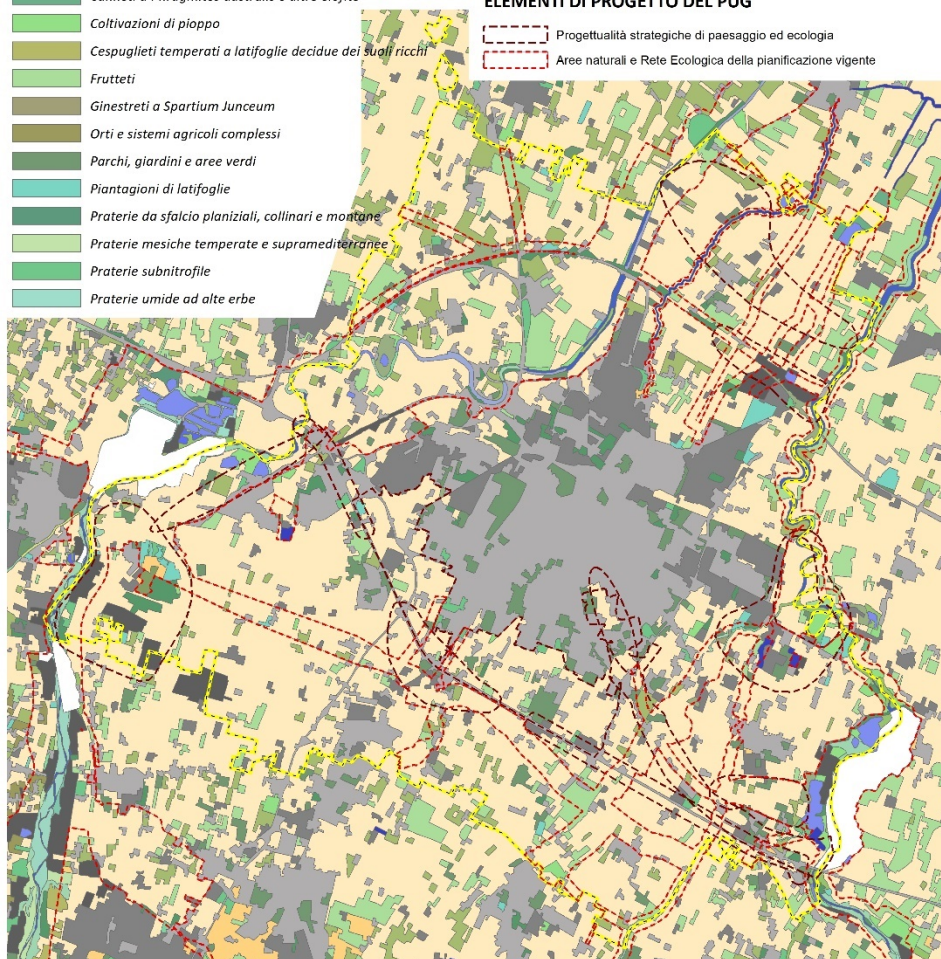 Coltivazioni di pioppo
Cespuglieti temperati a latifoglie decidue dei suoli ricchi
Frutteti
Ginestreti a Spartium Junceum
Orti e sistemi agricoli complessi
Parchi, giardini e aree verdi
Piantagioni di latifoglie
Praterie da sfalcio planiziali, collinari e montane
Praterie mesiche temperate e supramediterranee
Praterie subnitrofile
Praterie umide ad alte erbe
ELEMENTI DI PROGETTO DEL PUG
Progettualità strategiche di paesaggio ed ecologia
Aree naturali e Rete Ecologica della pianificazione vigente